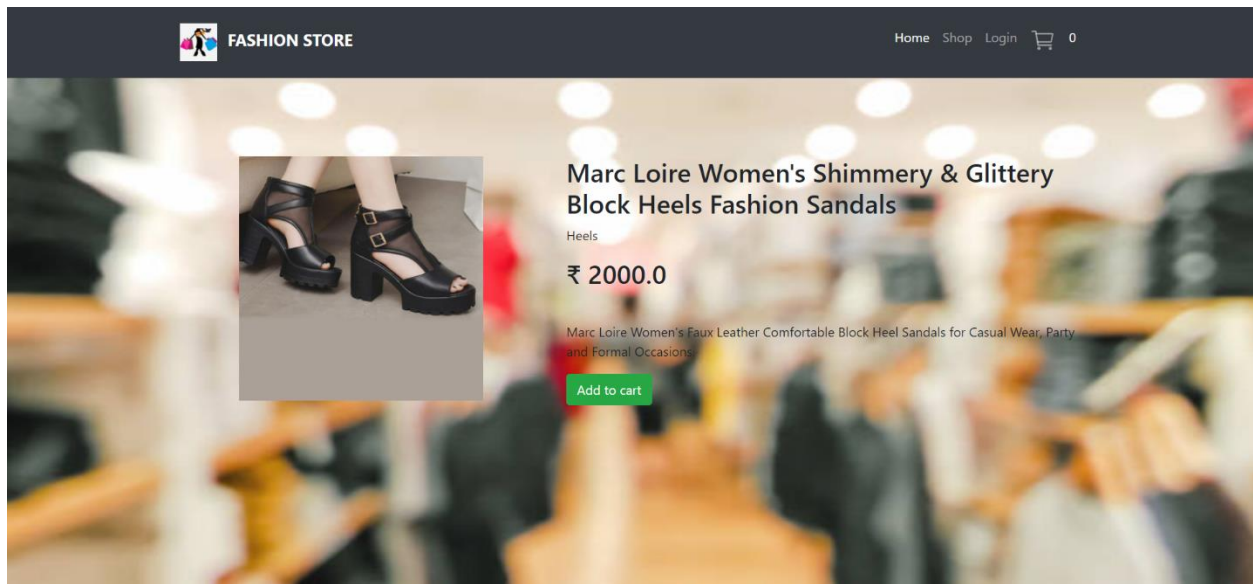 FASHION STORE
Home Shop Login 0
Marc Loire Women's Shimmery & Glittery
Block Heels Fashion Sandals
Heels
₹ 2000.0
Marc Loire Women's Faux Leather Comfortable Block Heel Sandals for Casual Wear, Party
and Formal Occasions
Add to cart